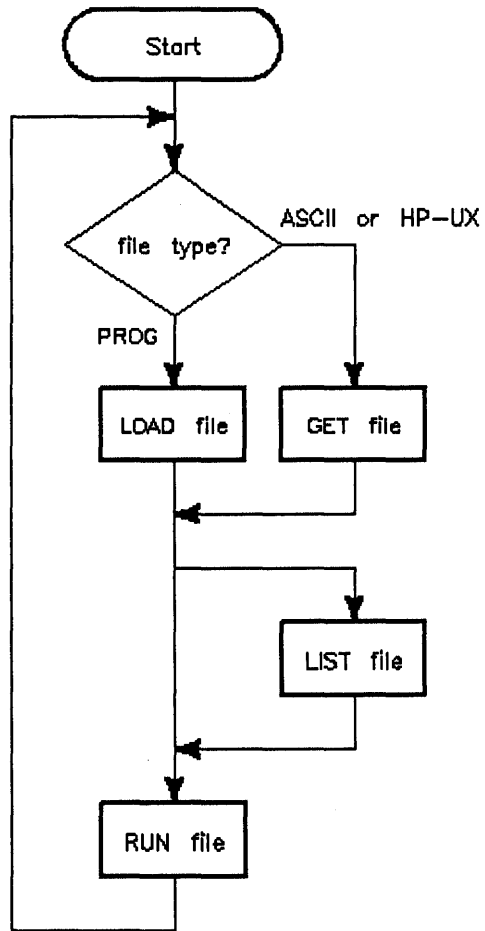 Start
file type?
ASCII or HP-UX
PROG
LOAD file
GET file
LIST file
RUN file